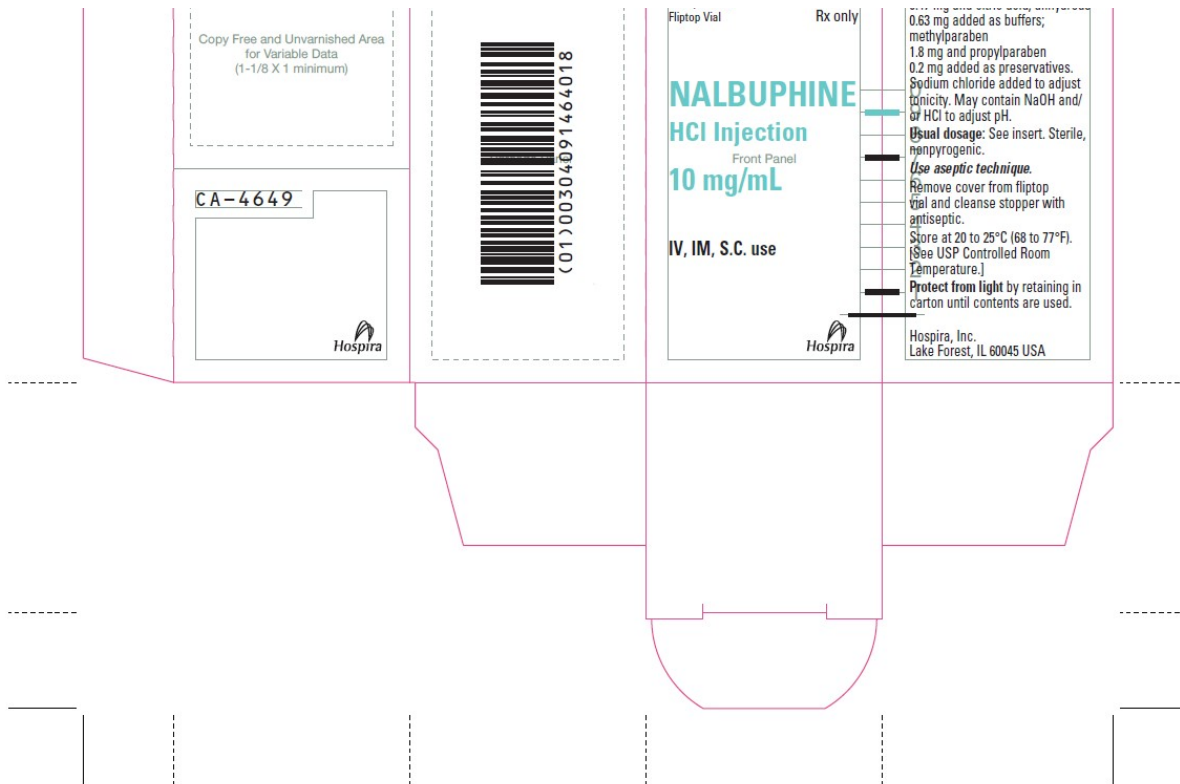 Copy Free and Unvarnished Area
for Variable Data
(1-1/8 X 1 minimum)
CA-4649
Hospira
(01)00304091464018
Fliptop Vial
Rx only
NALBUPHINE
HCl Injection
Front Panel
10 mg/mL
IV, IM, S.C. use
Hospira
0.63 mg added as buffers;
methylparaben
1.8 mg and propylparaben
0.2 mg added as preservatives.
Sodium chloride added to adjust
tonicity. May contain NaOH and/
or HCl to adjust pH.
Usual dosage: See insert. Sterile,
nonpyrogenic.
Use aseptic technique.
Remove cover from fliptop
vial and cleanse stopper with
antiseptic.
Store at 20 to 25°C (68 to 77°F).
[See USP Controlled Room
Temperature.]
Protect from light by retaining in
carton until contents are used.
Hospira, Inc.
Lake Forest, IL 60045 USA